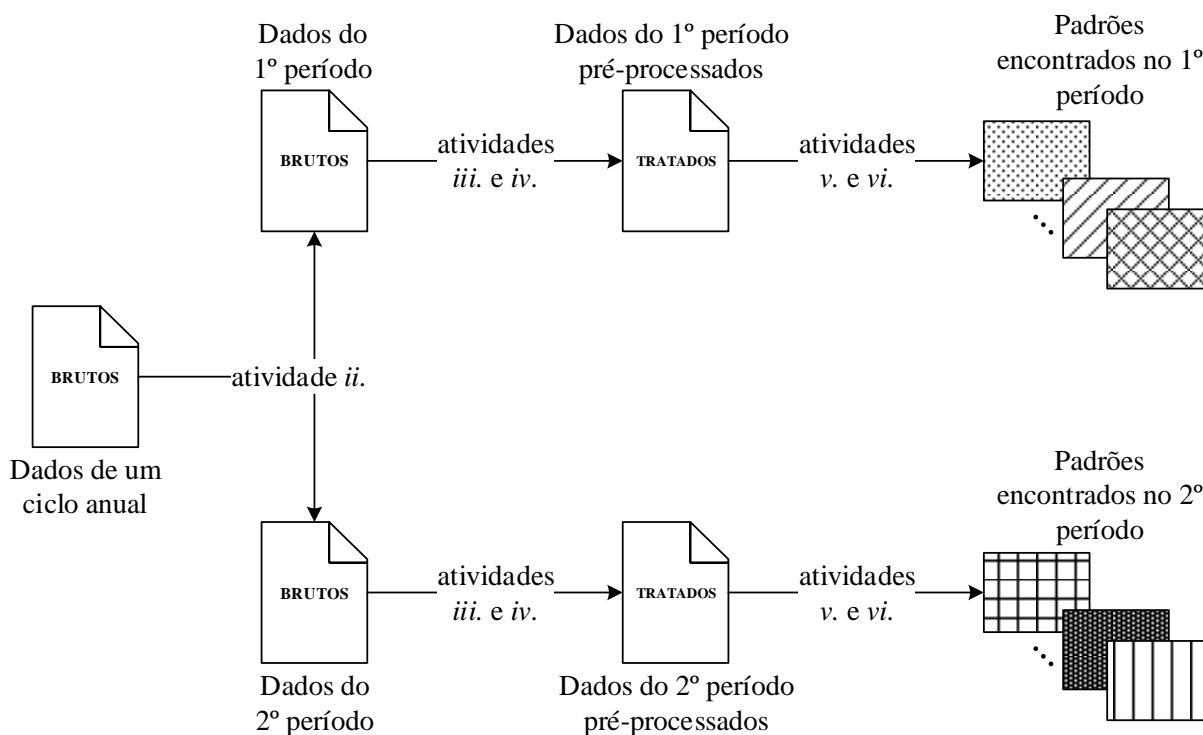 Dados do
1º período
BRUTOS
atividades
iii. e iv.
Dados do 1º período
pré-processados
TRATADOS
atividades
v. e vi.
Padrões
encontrados no 1º
período
BRUTOS
Dados de um
ciclo anual
atividade ii.
BRUTOS
Dados do
2º período
atividades
iii. e iv.
TRATADOS
Dados do 2º período
pré-processados
atividades
v. e vi.
Padrões
encontrados no 2º
período